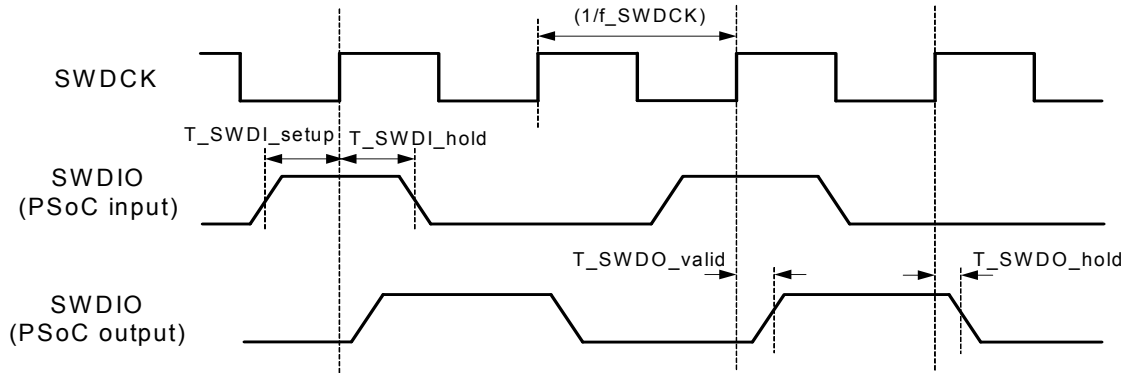 (1/f_SWDCK)
SWDCK
T_SWDI_setup
T_SWDI_hold
SWDIO
(PSoC input)
T_SWDO_valid
T_SWDO_hold
SWDIO
(PSoC output)